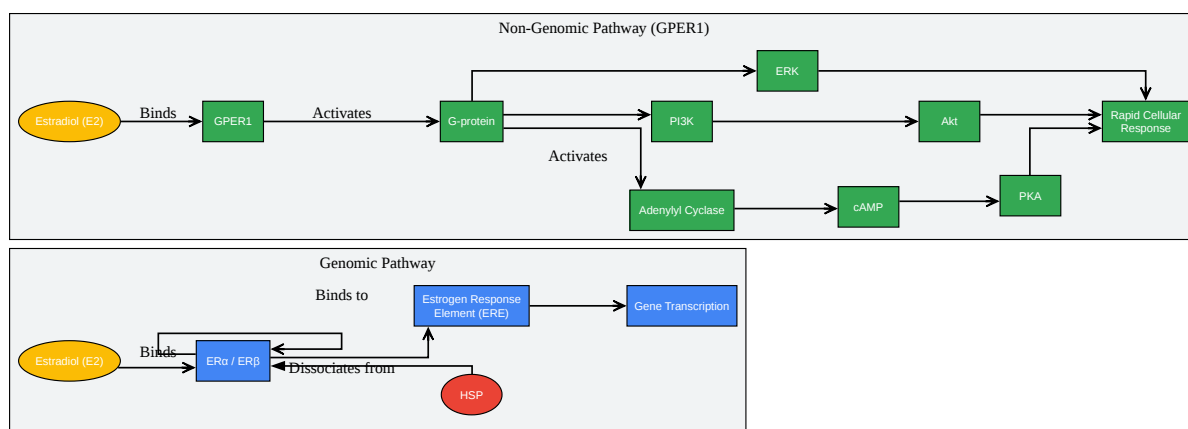 Non-Genomic Pathway (GPER1)
ERK
Estradiol (E2)
Binds
GPER1
Activates
G-protein
PI3K
Akt
Rapid Cellular
Response
Activates
Adenylyl Cyclase
cAMP
PKA
Genomic Pathway
Binds to
Estrogen Response
Element (ERE)
Gene Transcription
Estradiol (E2)
Binds
ERα / ERβ
Dissociates from
HSP